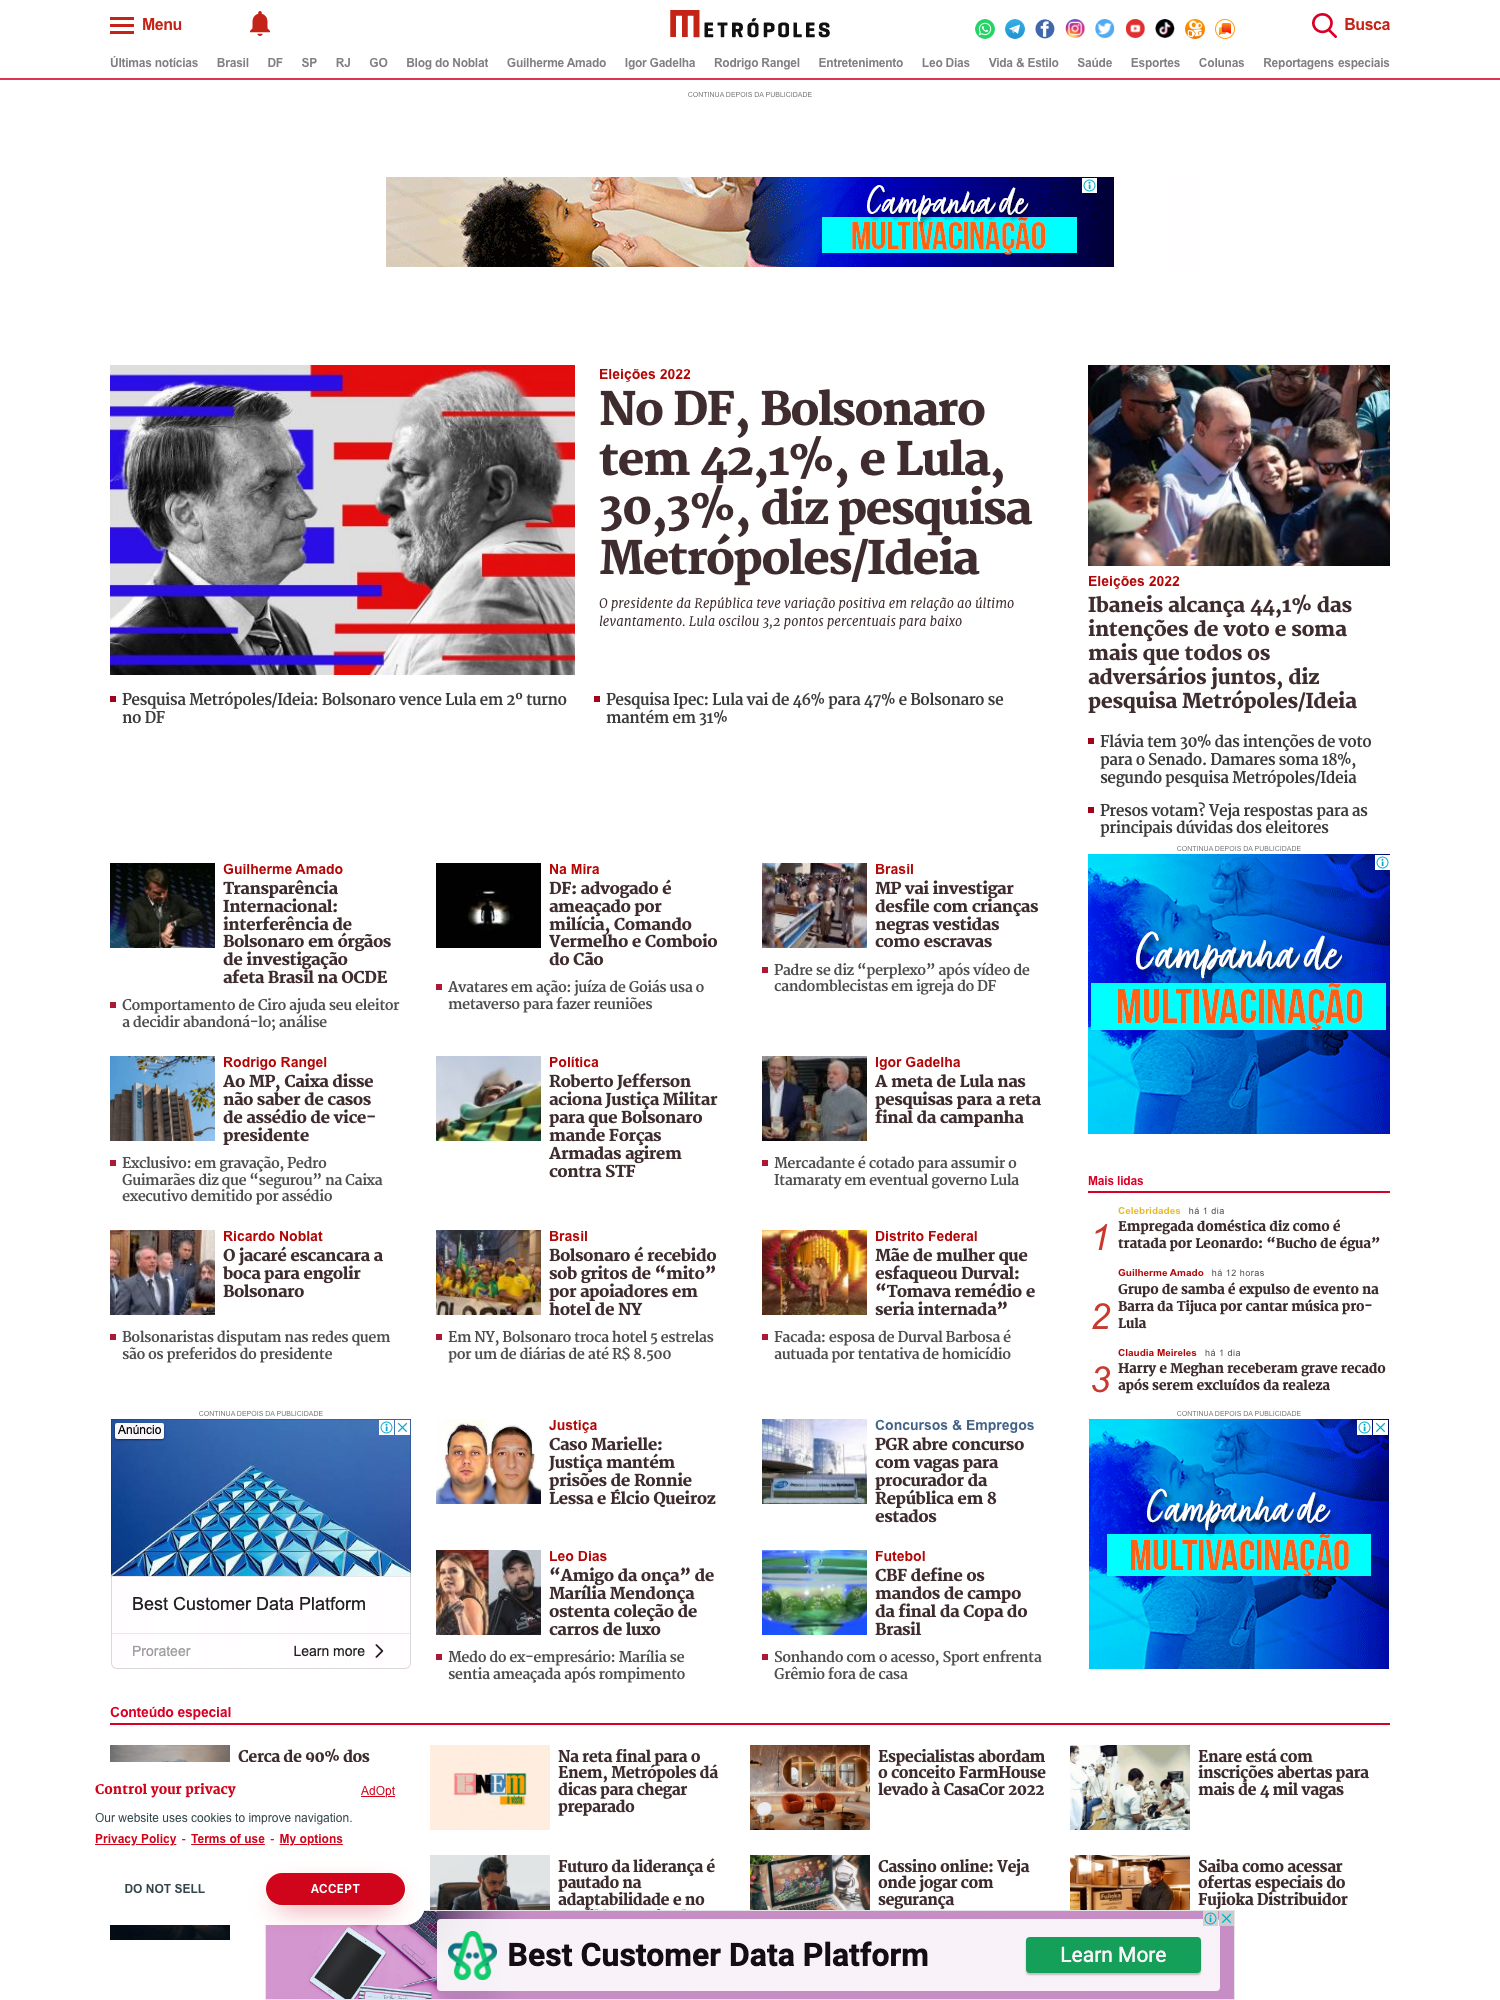 Menu
METRÓPOLES
Busca
Últimas notícias Brasil DF SP RJ GO Blog do Noblat Guilherme Amado Igor Gadelha Rodrigo Rangel Entretenimento Leo Dias Vida & Estilo Saúde Esportes Colunas Reportagens especiais
CONTINUA DEPOIS DA PUBLICIDADE
Campanha de
MULTIVACINAÇÃO
Eleições 2022
No DF, Bolsonaro
tem 42,1%, e Lula,
30,3%, diz pesquisa
Metrópoles/Ideia
O presidente da República teve variação positiva em relação ao último
levantamento. Lula oscilou 3,2 pontos percentuais para baixo
Pesquisa Metrópoles/Ideia: Bolsonaro vence Lula em 2º turno
no DF
Pesquisa Ipec: Lula vai de 46% para 47% e Bolsonaro se
mantém em 31%
Eleições 2022
Ibaneis alcança 44,1% das
intenções de voto e soma
mais que todos os
adversários juntos, diz
pesquisa Metrópoles/Ideia
Flávia tem 30% das intenções de voto
para o Senado. Damares soma 18%,
segundo pesquisa Metrópoles/Ideia
Presos votam? Veja respostas para as
principais dúvidas dos eleitores
CONTINUA DEPOIS DA PUBLICIDADE
Campanha de
MULTIVACINAÇÃO
Guilherme Amado
Transparência
Internacional:
interferência de
Bolsonaro em órgãos
de investigação
afeta Brasil na OCDE
Comportamento de Ciro ajuda seu eleitor
a decidir abandoná-lo; análise
Na Mira
DF: advogado é
ameaçado por
milícia, Comando
Vermelho e Comboio
do Cão
Avatares em ação: juíza de Goiás usa o
metaverso para fazer reuniões
Brasil
MP vai investigar
desfile com crianças
negras vestidas
como escravas
Padre se diz “perplexo” após vídeo de
candomblecistas em igreja do DF
Rodrigo Rangel
Ao MP, Caixa disse
não saber de casos
de assédio de vice-
presidente
Exclusivo: em gravação, Pedro
Guimarães diz que “segurou” na Caixa
executivo demitido por assédio
Política
Roberto Jefferson
aciona Justiça Militar
para que Bolsonaro
mande Forças
Armadas agirem
contra STF
Igor Gadelha
A meta de Lula nas
pesquisas para a reta
final da campanha
Mercadante é cotado para assumir o
Itamaraty em eventual governo Lula
Ricardo Noblat
O jacaré escancara a
boca para engolir
Bolsonaro
Bolsonaristas disputam nas redes quem
são os preferidos do presidente
Brasil
Bolsonaro é recebido
sob gritos de “mito”
por apoiadores em
hotel de NY
Em NY, Bolsonaro troca hotel 5 estrelas
por um de diárias de até R$ 8.500
Distrito Federal
Mãe de mulher que
esfaqueou Durval:
“Tomava remédio e
seria internada”
Facada: esposa de Durval Barbosa é
autuada por tentativa de homicídio
Mais lidas
Celebridades há 1 dia
1 Empregada doméstica diz como é
tratada por Leonardo: “Bucho de égua”
Guilherme Amado há 12 horas
2 Grupo de samba é expulso de evento na
Barra da Tijuca por cantar música pro-
Lula
Claudia Meireles há 1 dia
3 Harry e Meghan receberam grave recado
após serem excluídos da realeza
CONTINUA DEPOIS DA PUBLICIDADE
Anúncio
Best Customer Data Platform
Prorateer
Learn more
Justiça
Caso Marielle:
Justiça mantém
prisões de Ronnie
Lessa e Élcio Queiroz
Concursos & Empregos
PGR abre concurso
com vagas para
procurador da
República em 8
estados
Leo Dias
“Amigo da onça” de
Marília Mendonça
ostenta coleção de
carros de luxo
Medo do ex-empresário: Marília se
sentia ameaçada após rompimento
Futebol
CBF define os
mandos de campo
da final da Copa do
Brasil
Sonhando com o acesso, Sport enfrenta
Grêmio fora de casa
CONTINUA DEPOIS DA PUBLICIDADE
Campanha de
MULTIVACINAÇÃO
Conteúdo especial
Cerca de 90% dos
ENEM
Na reta final para o
Enem, Metrópoles dá
dicas para chegar
preparado
Especialistas abordam
o conceito FarmHouse
levado à CasaCor 2022
Enare está com
inscrições abertas para
mais de 4 mil vagas
Control your privacy
AdOpt
Our website uses cookies to improve navigation.
Privacy Policy - Terms of use - My options
DO NOT SELL
ACCEPT
Futuro da liderança é
pautado na
adaptabilidade e no
Cassino online: Veja
onde jogar com
segurança
Saiba como acessar
ofertas especiais do
Fujioka Distribuidor
Best Customer Data Platform
Learn More